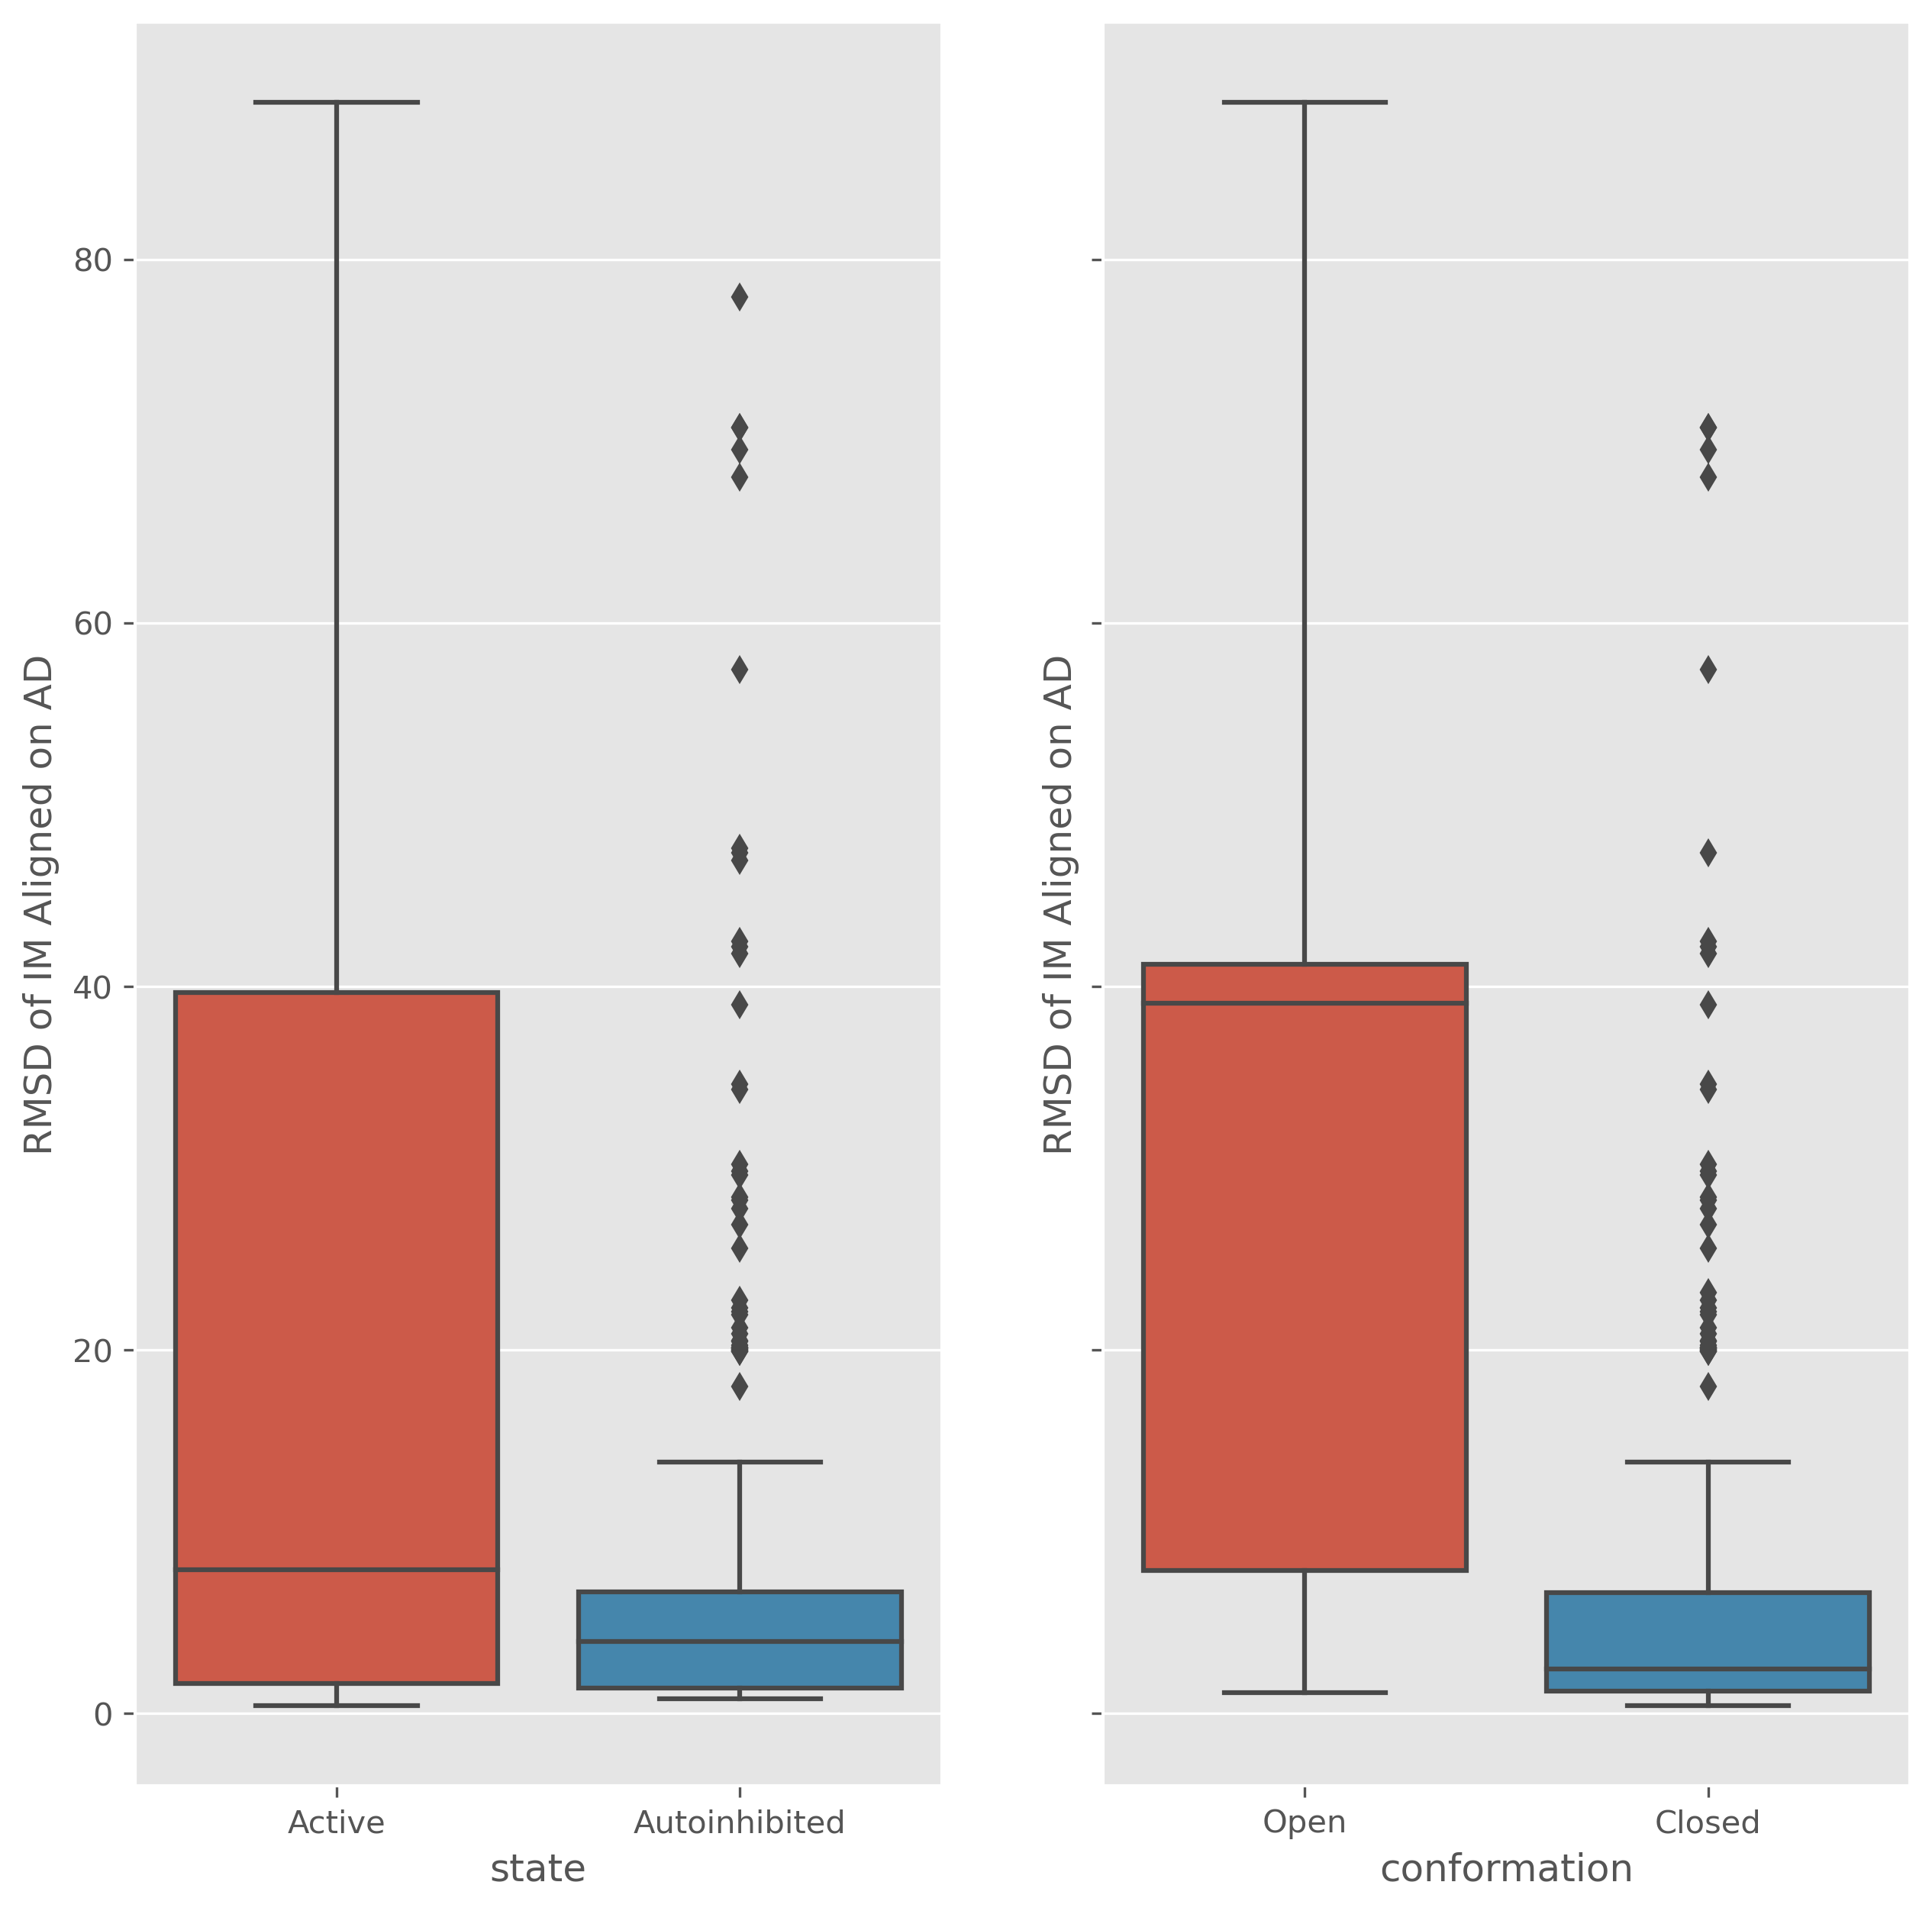 RMSD of IM Aligned on AD
80
60
40
20
0
Active
Autoinhibited
state
RMSD of IM Aligned on AD
Open
Closed
conformation